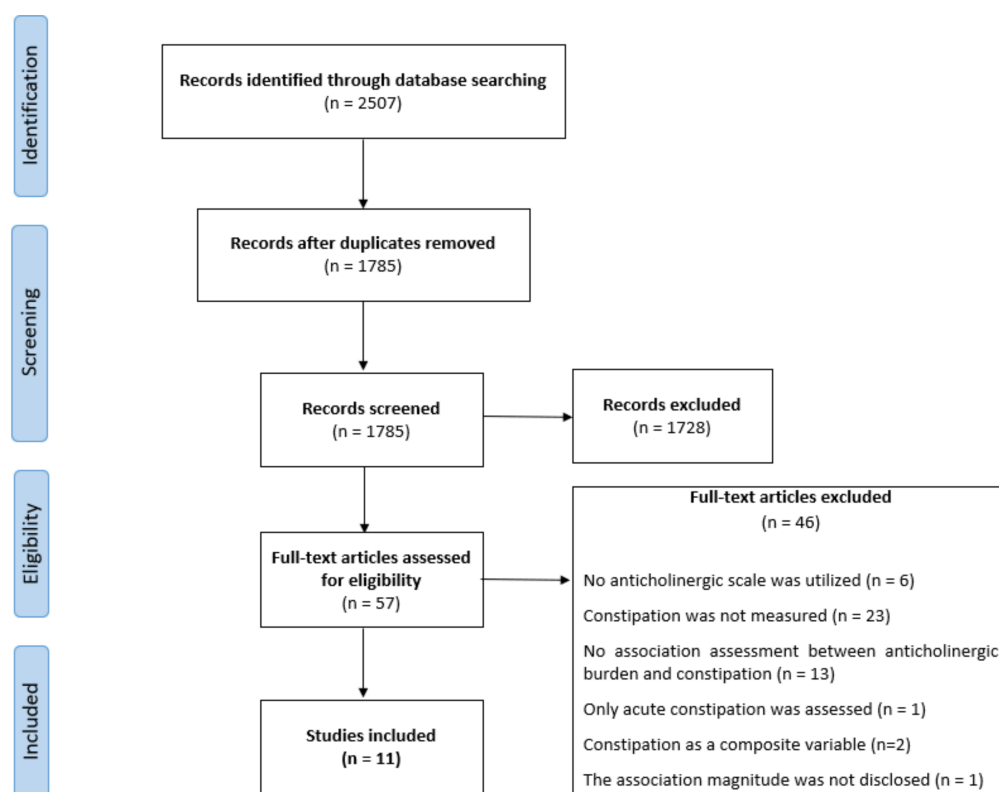 Identification
Records identified through database searching
(n = 2507)
Screening
Records after duplicates removed
(n = 1785)
Records screened
(n = 1785)
Records excluded
(n = 1728)
Eligibility
Full-text articles assessed
for eligibility
(n = 57)
Full-text articles excluded
(n = 46)
No anticholinergic scale was utilized (n = 6)
Constipation was not measured (n = 23)
No association assessment between anticholinergic
burden and constipation (n = 13)
Only acute constipation was assessed (n = 1)
Constipation as a composite variable (n=2)
The association magnitude was not disclosed (n = 1)
Included
Studies included
(n = 11)